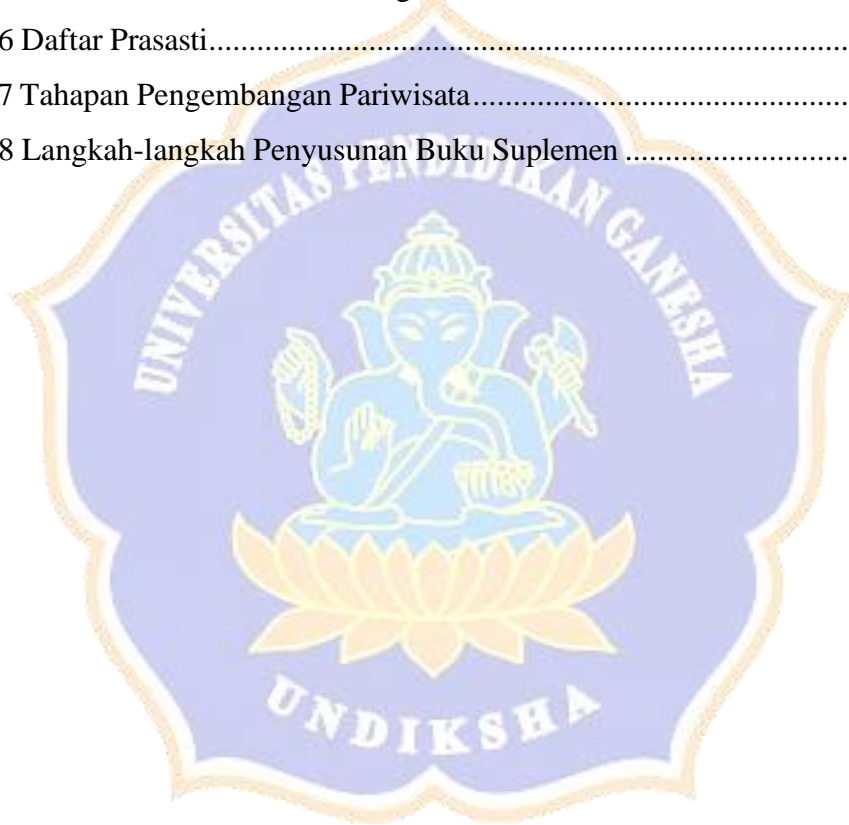 6 Daftar Prasasti
7 Tahapan Pengembangan Pariwisata
8 Langkah-langkah Penyusunan Buku Suplemen
UNIVERSITAS PENDIDIKAN GANESHA
UNDIKSHA